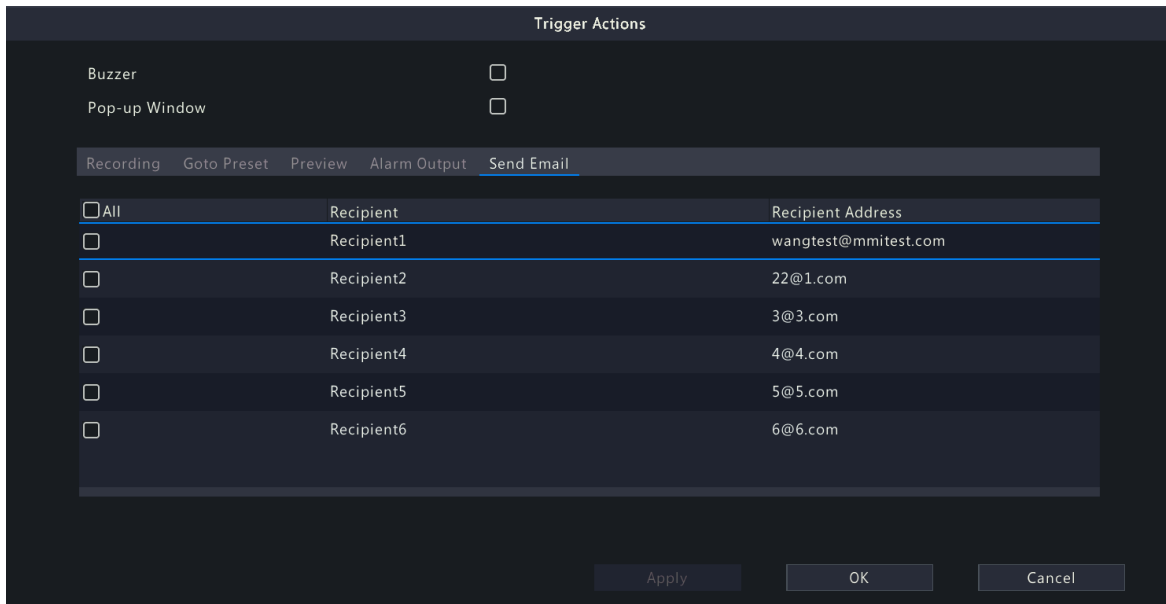 Trigger Actions
Buzzer
Pop-up Window
Recording Goto Preset Preview Alarm Output Send Email
All Recipient Recipient Address
Recipient1 wangtest@mmitest.com
Recipient2 22@1.com
Recipient3 3@3.com
Recipient4 4@4.com
Recipient5 5@5.com
Recipient6 6@6.com
Apply OK Cancel